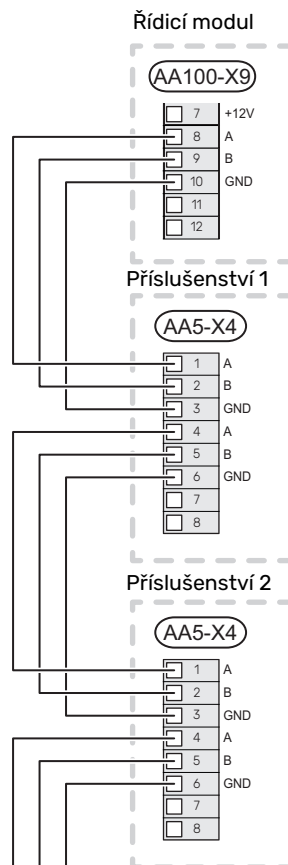 Řídicí modul
AA100-X9
7 +12V
8 A
9 B
10 GND
11
12
Příslušenství 1
AA5-X4
1 A
2 B
3 GND
4 A
5 B
6 GND
7
8
Příslušenství 2
AA5-X4
1 A
2 B
3 GND
4 A
5 B
6 GND
7
8